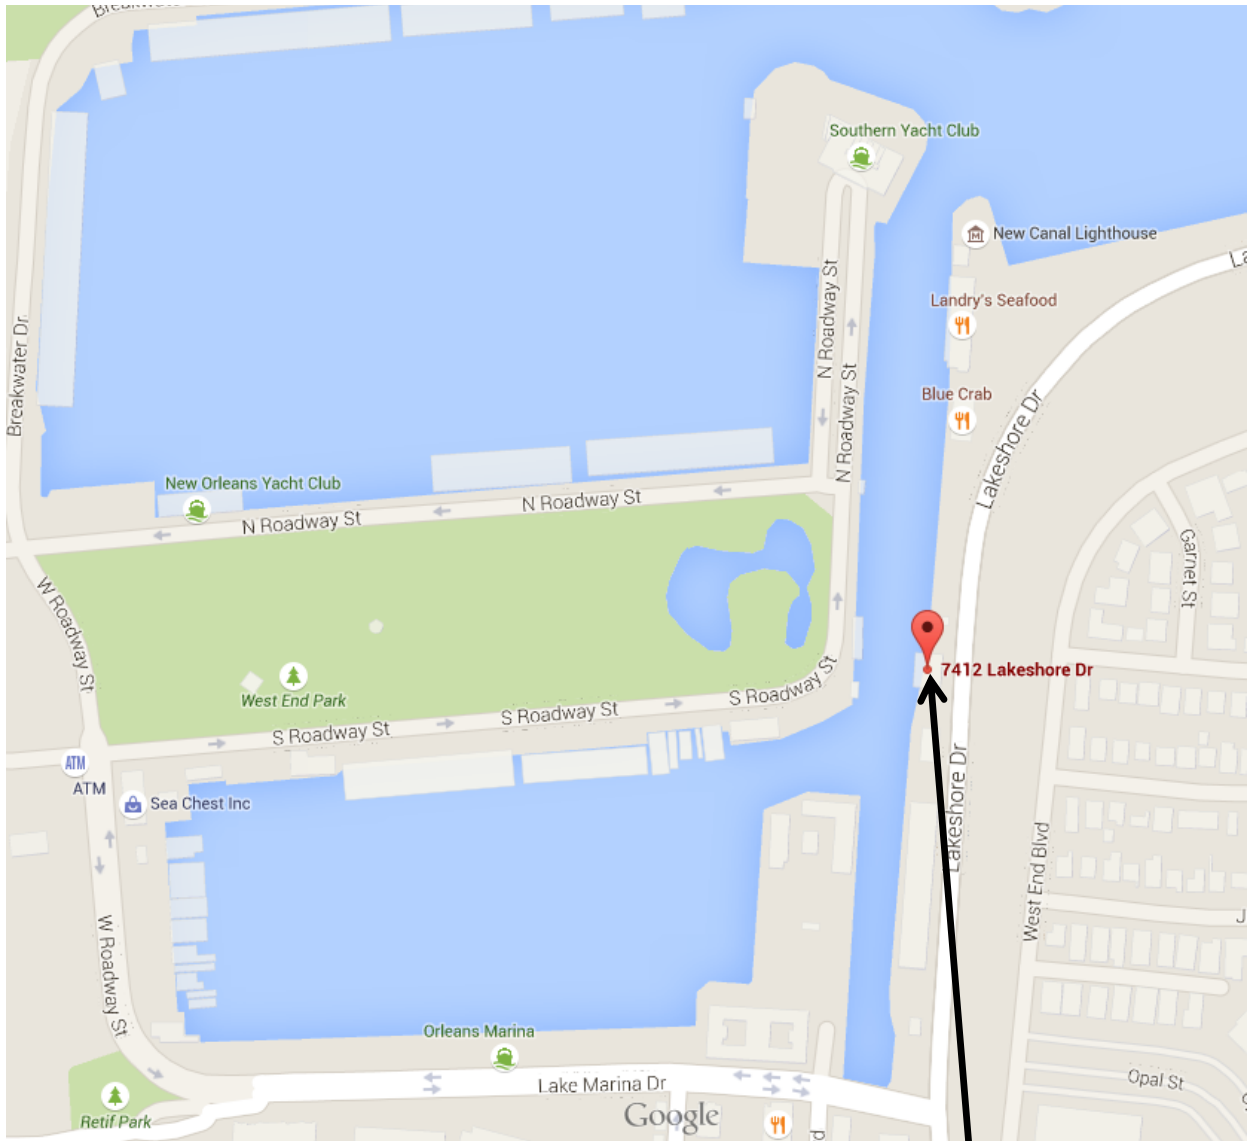 Southern Yacht Club
New Canal Lighthouse
Landry's Seafood
N Roadway St
Breakwater Dr
Blue Crab
N Roadway St
Lakeshore Dr
New Orleans Yacht Club
N Roadway St
N Roadway St
Garnet St
W Roadway St
7412 Lakeshore Dr
West End Park
S Roadway St
S Roadway St
S Roadway St
ATM
ATM
Sea Chest Inc
Lakeshore Dr
West End Blvd
W Roadway St
Orleans Marina
Lake Marina Dr
Opal St
Retif Park
Google